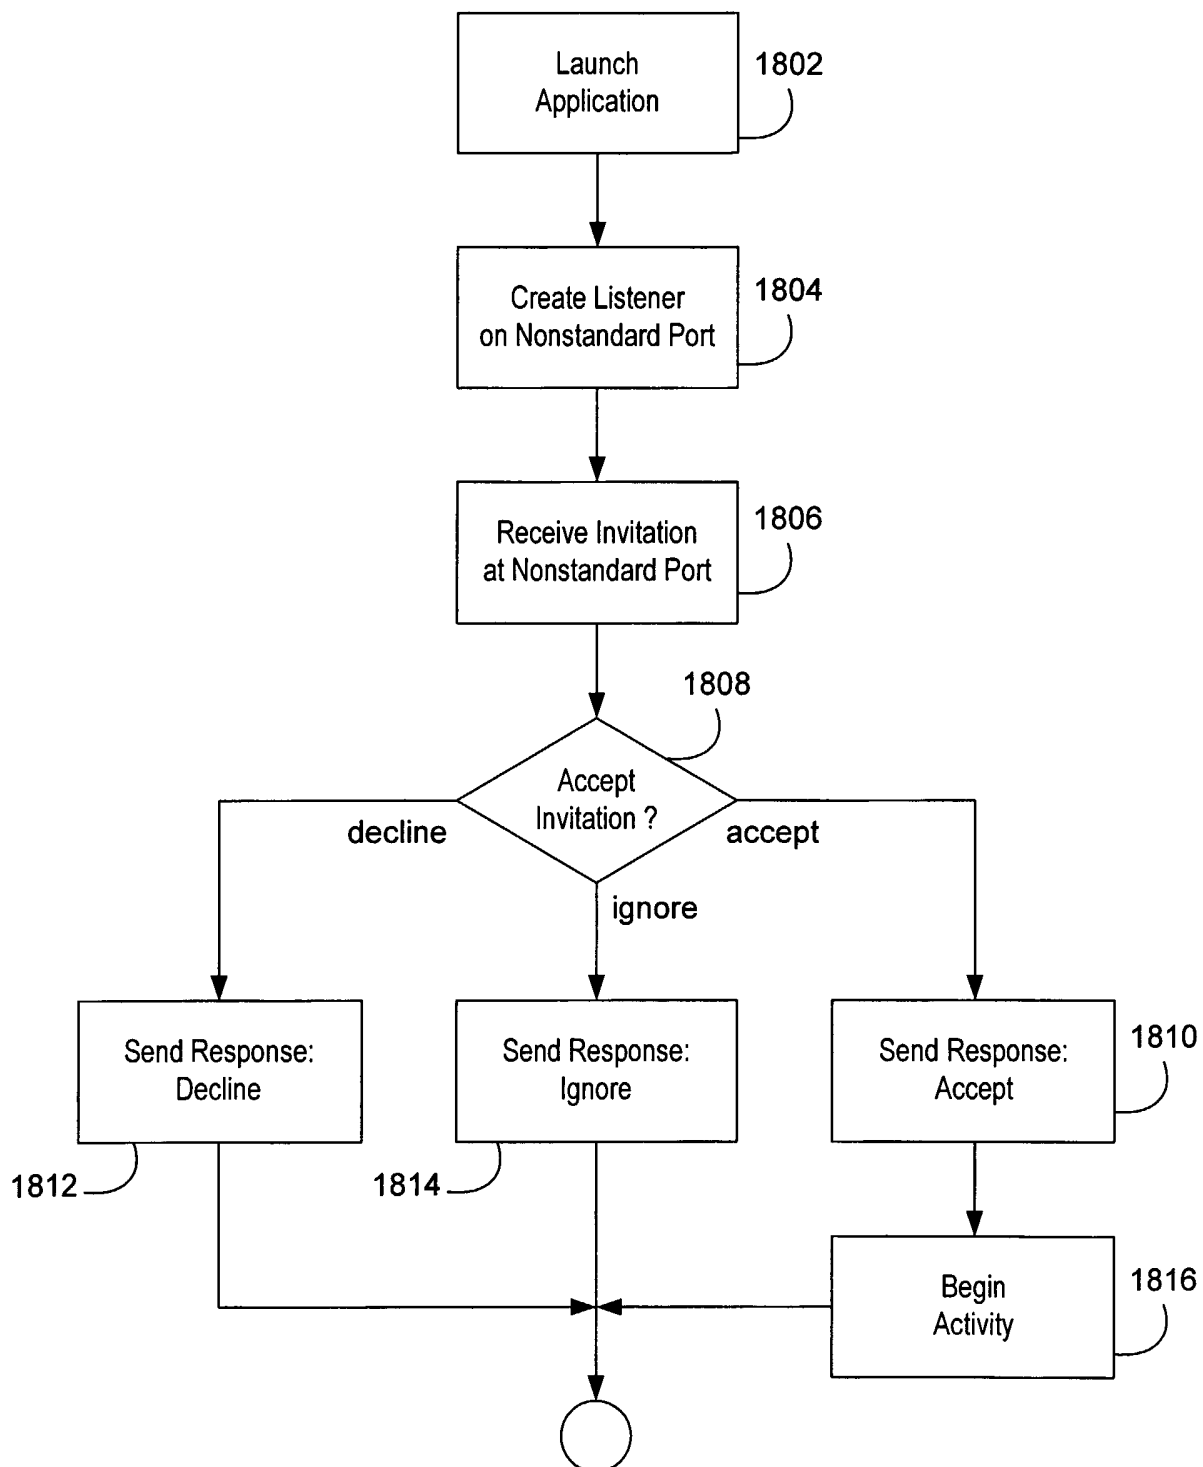 Launch
Application
1802
Create Listener
on Nonstandard Port
1804
Receive Invitation
at Nonstandard Port
1806
1808
Accept
Invitation ?
decline
accept
ignore
Send Response:
Decline
1812
Send Response:
Ignore
1814
Send Response:
Accept
1810
Begin
Activity
1816